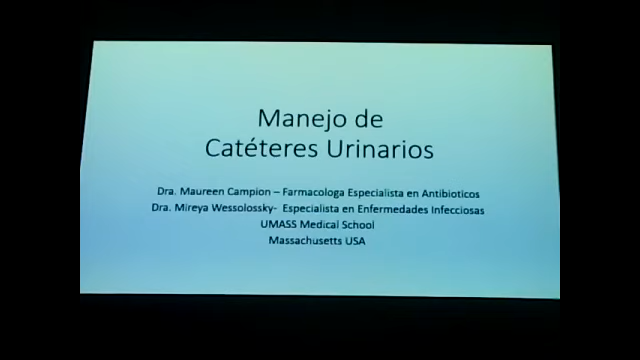 Manejo de
Catéteres Urinarios
Dra. Maureen Campion – Farmacologa Especialista en Antibioticos
Dra. Mireya Wessolossky- Especialista en Enfermedades Infecciosas
UMASS Medical School
Massachusetts USA